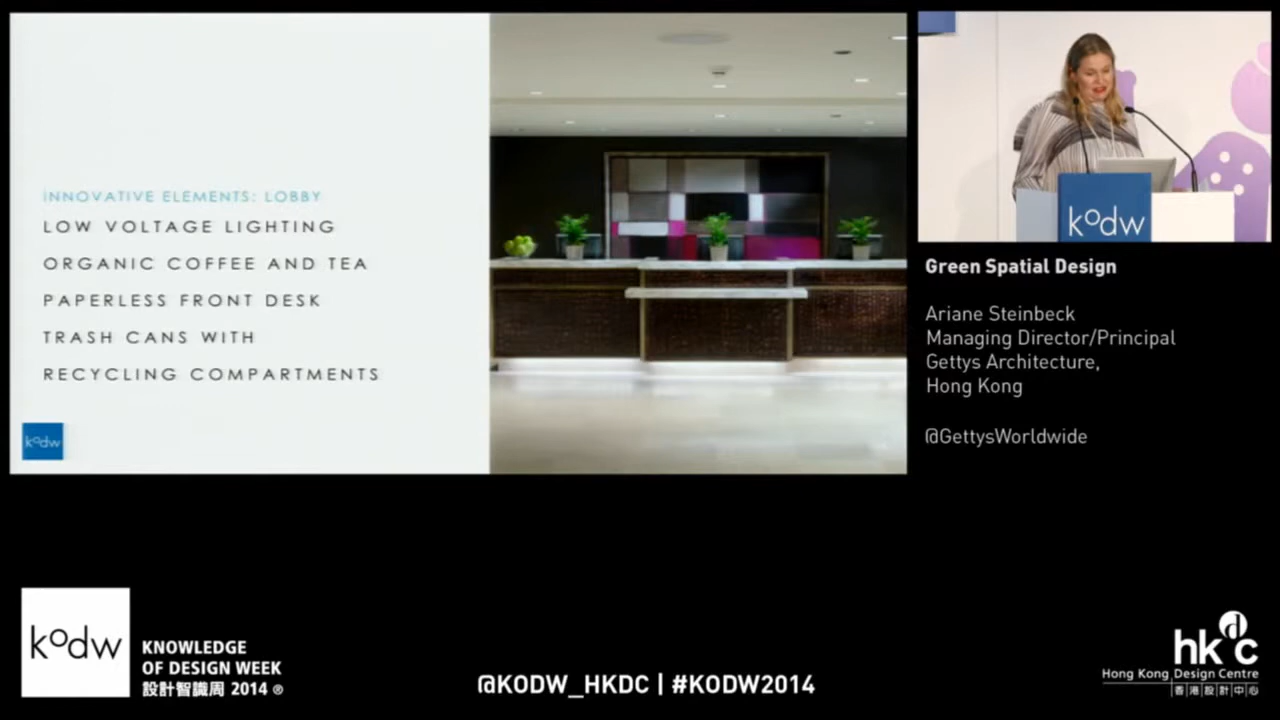 INNOVATIVE ELEMENTS: LOBBY
LOW VOLTAGE LIGHTING
ORGANIC COFFEE AND TEA
PAPERLESS FRONT DESK
TRASH CANS WITH
RECYCLING COMPARTMENTS
kodw
kodw
Green Spatial Design
Ariane Steinbeck
Managing Director/Principal
Gettys Architecture,
Hong Kong
@GettysWorldwide
kodw
KNOWLEDGE
OF DESIGN WEEK
設計智識周 2014 ®
@KODW_HKDC | #KODW2014
hkdc
Hong Kong Design Centre
香港設計中心